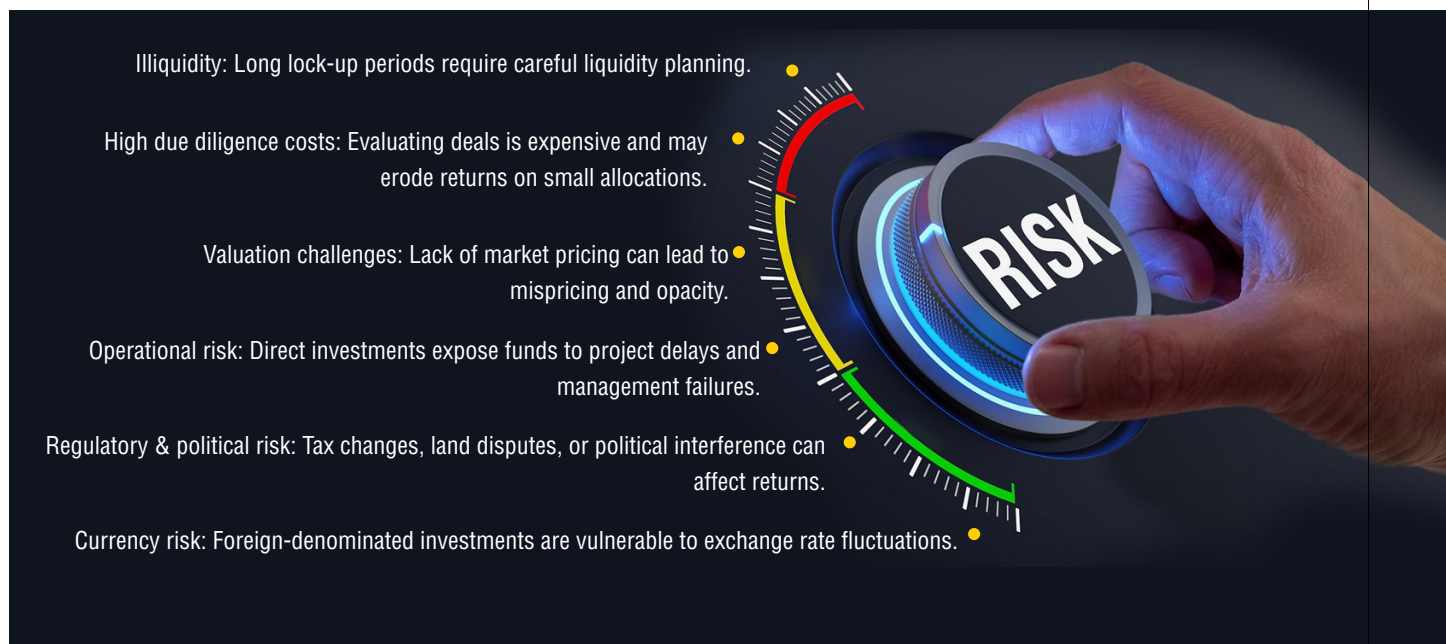 Illiquidity: Long lock-up periods require careful liquidity planning.
High due diligence costs: Evaluating deals is expensive and may
erode returns on small allocations.
Valuation challenges: Lack of market pricing can lead to
mispricing and opacity.
Operational risk: Direct investments expose funds to project delays and
management failures.
Regulatory & political risk: Tax changes, land disputes, or political interference can
affect returns.
Currency risk: Foreign-denominated investments are vulnerable to exchange rate fluctuations.
RISK